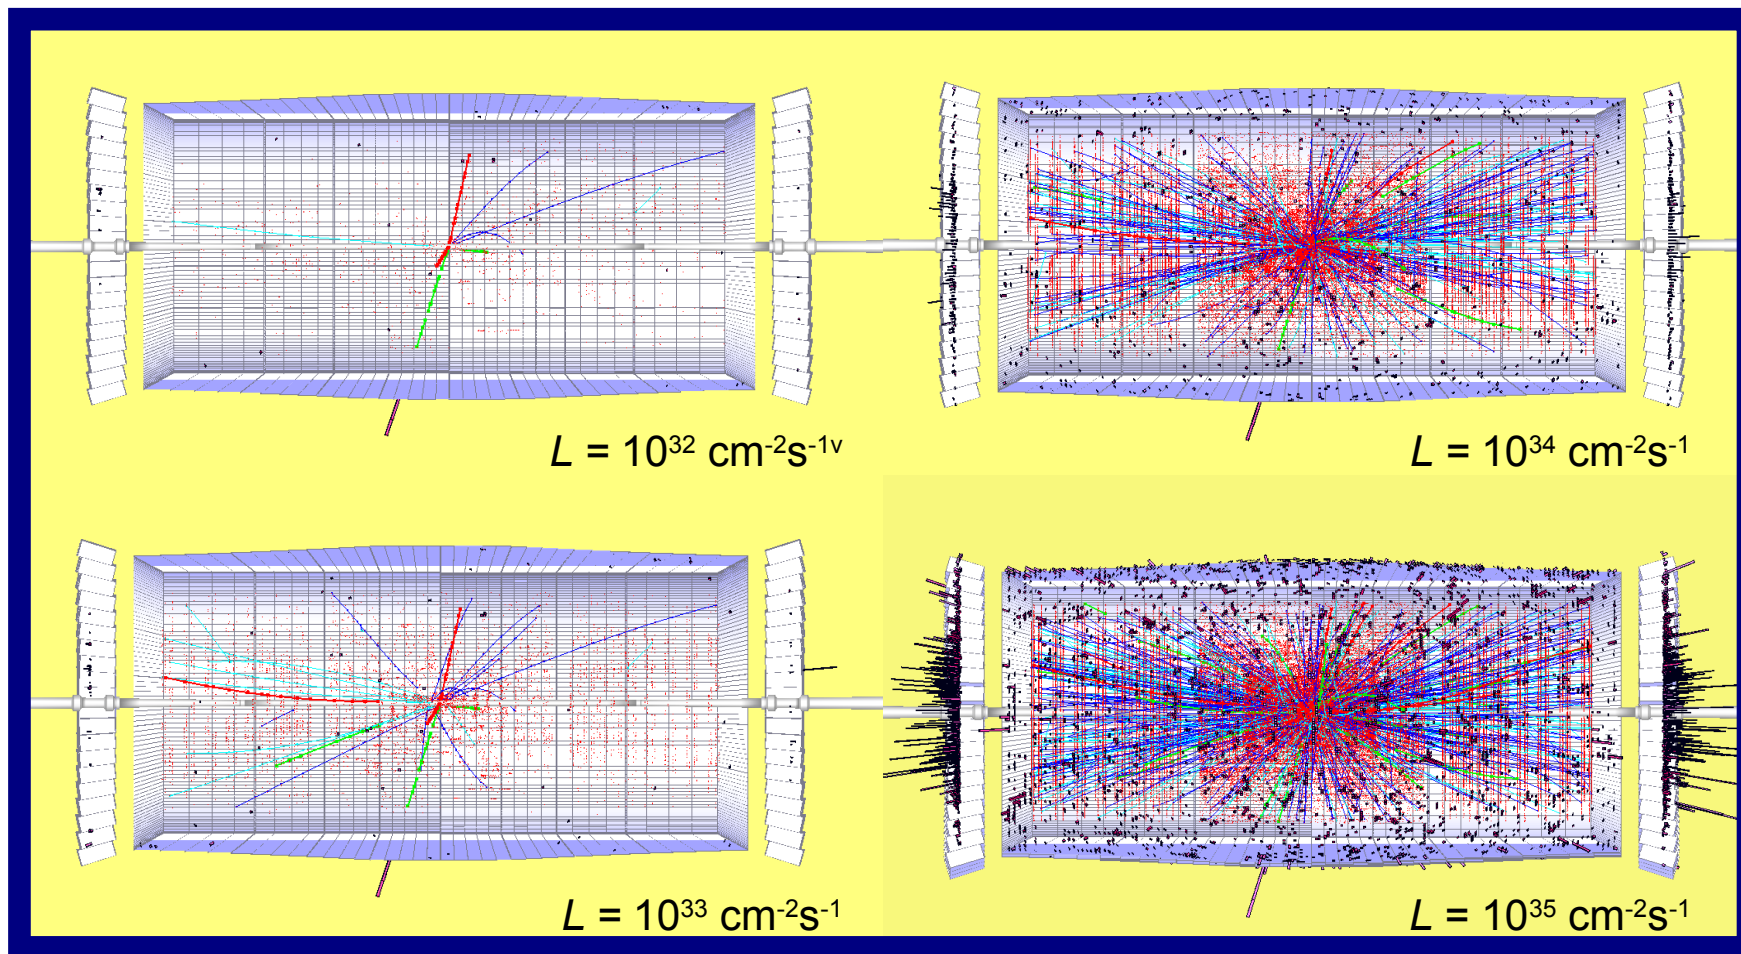 L = 10³² cm⁻²s⁻¹ᵛ
L = 10³⁴ cm⁻²s⁻¹
L = 10³³ cm⁻²s⁻¹
L = 10³⁵ cm⁻²s⁻¹